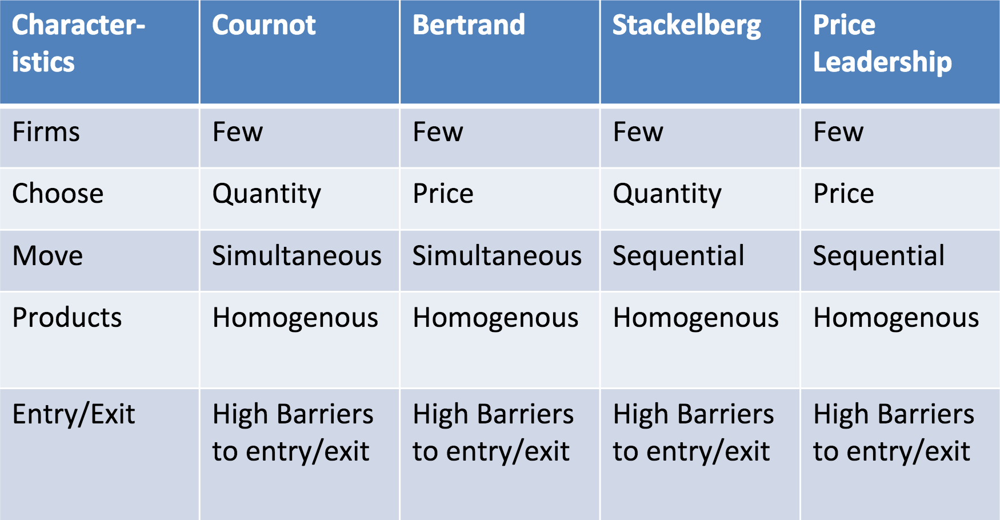 Character-
istics
Cournot
Bertrand
Stackelberg
Price
Leadership
Firms
Few
Few
Few
Few
Choose
Quantity
Price
Quantity
Price
Move
Simultaneous
Simultaneous
Sequential
Sequential
Products
Homogenous
Homogenous
Homogenous
Homogenous
Entry/Exit
High Barriers
to entry/exit
High Barriers
to entry/exit
High Barriers
to entry/exit
High Barriers
to entry/exit